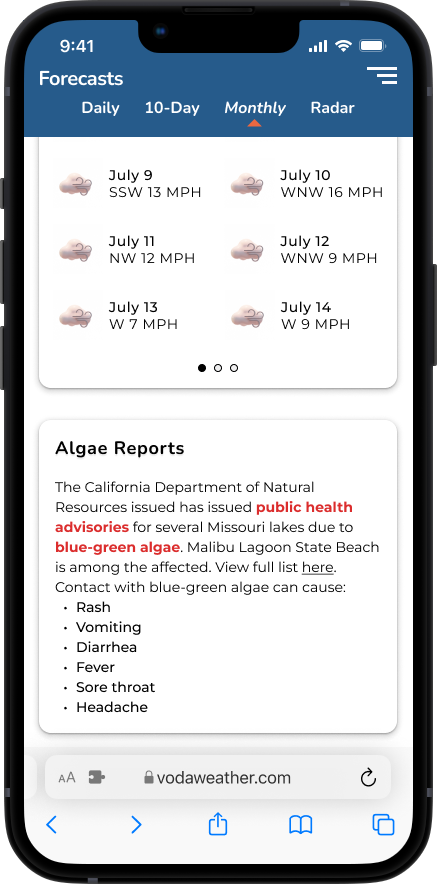 9:41
Forecasts
Daily 10-Day Monthly Radar
July 9 July 10
SSW 13 MPH WNW 16 MPH
July 11 July 12
NW 12 MPH WNW 9 MPH
July 13 July 14
W 7 MPH W 9 MPH
Algae Reports
The California Department of Natural
Resources issued has issued public health
advisories for several Missouri lakes due to
blue-green algae. Malibu Lagoon State Beach
is among the affected. View full list here.
Contact with blue-green algae can cause:
• Rash
• Vomiting
• Diarrhea
• Fever
• Sore throat
• Headache
AA vodaweather.com